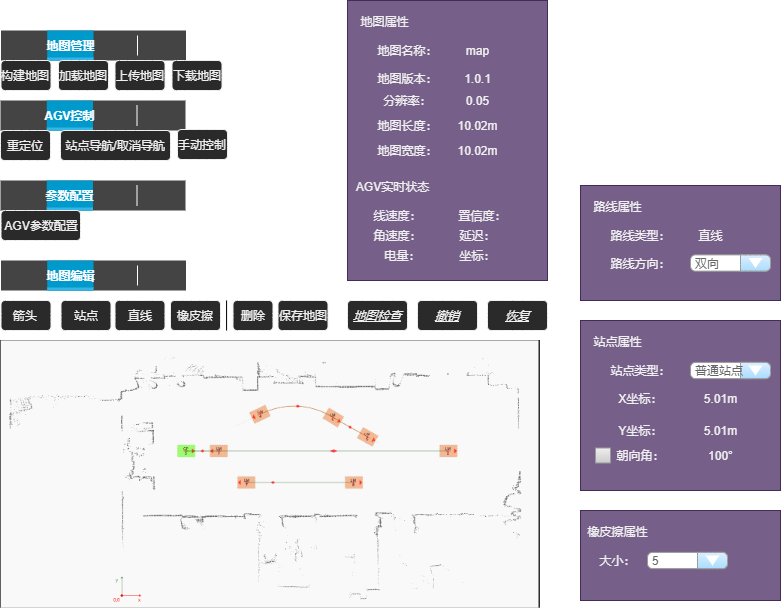 地图管理
构建地图 加载地图 上传地图 下载地图
AGV控制
重定位 站点导航/取消导航 手动控制
参数配置
AGV参数配置
地图编辑
箭头 站点 直线 橡皮擦 删除 保存地图 地图检查 撤销 恢复
地图属性
地图名称: map
地图版本: 1.0.1
分辨率: 0.05
地图长度: 10.02m
地图宽度: 10.02m
AGV实时状态
线速度: 置信度:
角速度: 延迟:
电量: 坐标:
路线属性
路线类型: 直线
路线方向: 双向
站点属性
站点类型: 普通站点
X坐标: 5.01m
Y坐标: 5.01m
朝向角: 100°
橡皮擦属性
大小: 5